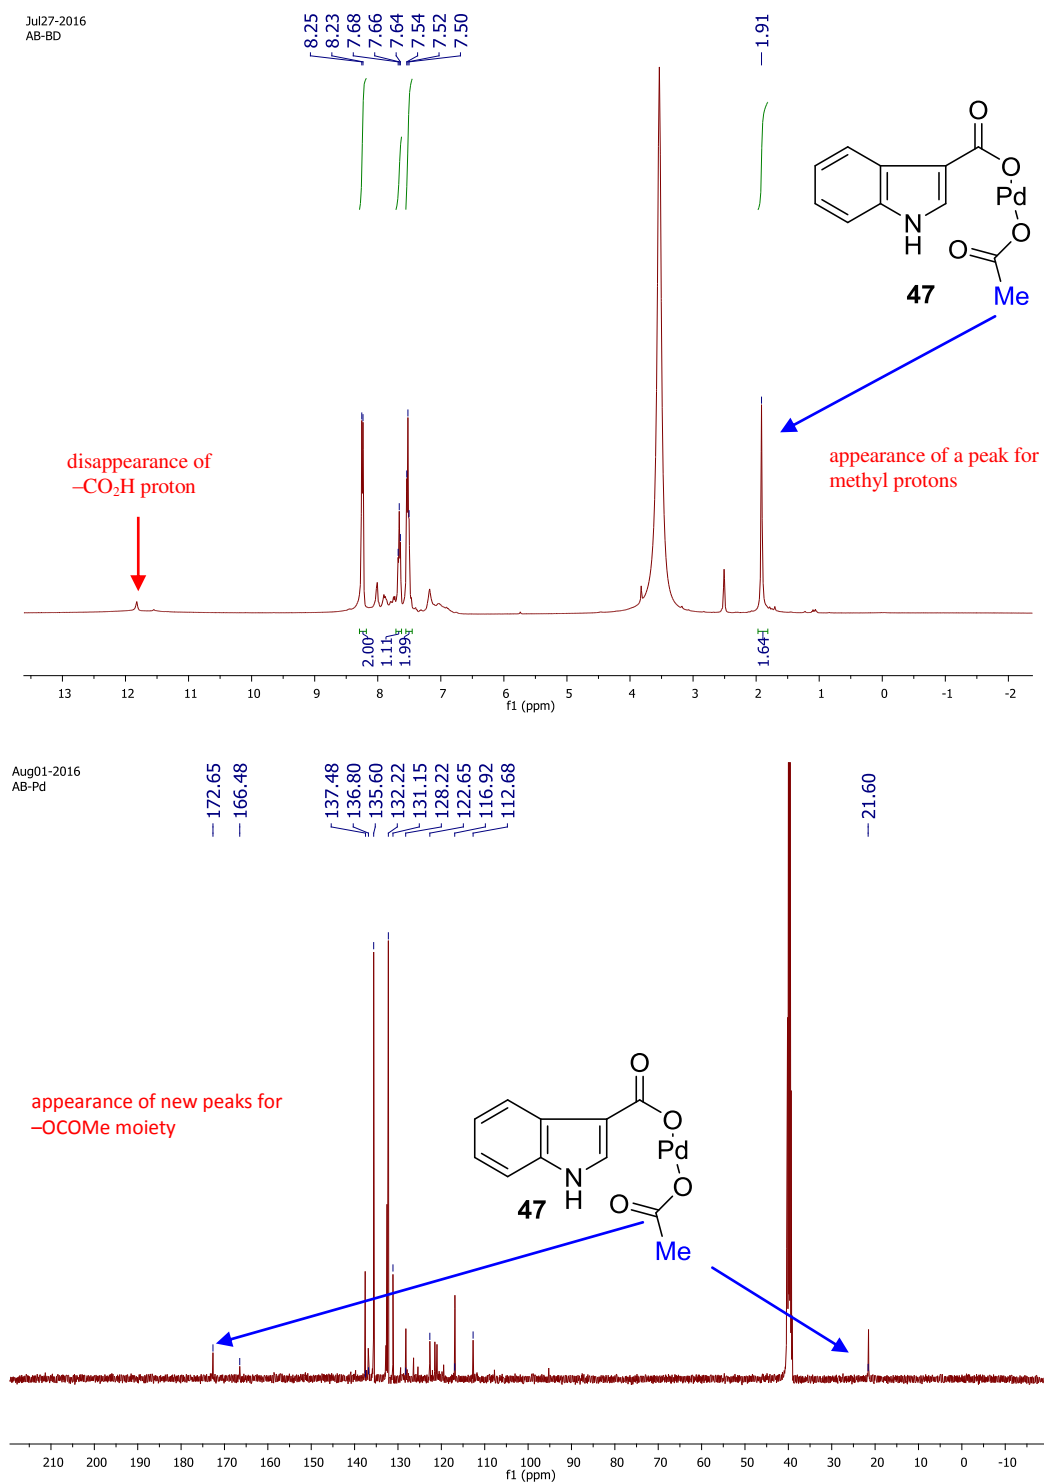 Jul27-2016
AB-BD
8.25
8.23
7.68
7.66
7.64
7.54
7.52
7.50
1.91
O
O
Pd
O
O
N
H
47
Me
disappearance of
–CO₂H proton
appearance of a peak for
methyl protons
2.00
1.11
1.99
1.64
13 12 11 10 9 8 7 6 5 4 3 2 1 0 -1 -2
f1 (ppm)
Aug01-2016
AB-Pd
172.65
166.48
137.48
136.80
135.60
132.22
131.15
128.22
122.65
116.92
112.68
21.60
appearance of new peaks for
–OCOMe moiety
O
O
Pd
O
O
N
H
47
Me
210 200 190 180 170 160 150 140 130 120 110 100 90 80 70 60 50 40 30 20 10 0 -10
f1 (ppm)